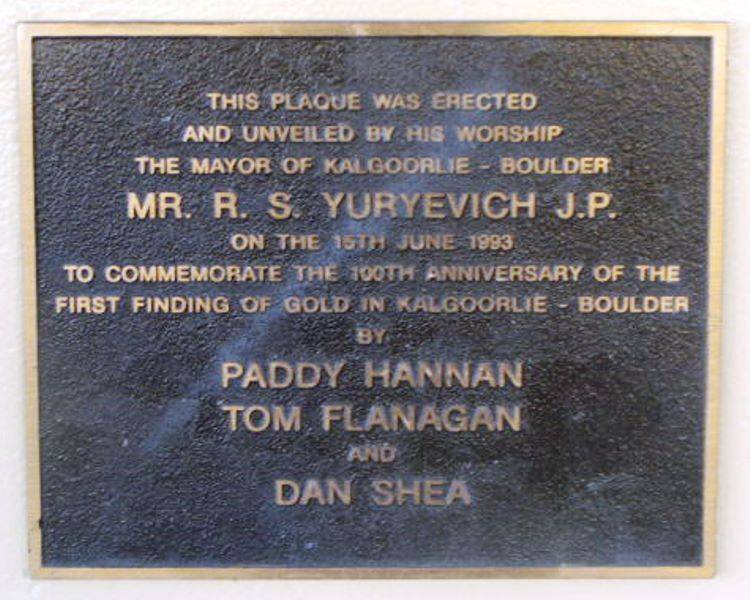 THIS PLAQUE WAS ERECTED
AND UNVEILED BY HIS WORSHIP
THE MAYOR OF KALGOORLIE - BOULDER
MR. R. S. YURYEVICH J.P.
ON THE 15TH JUNE 1993
TO COMMEMORATE THE 100TH ANNIVERSARY OF THE
FIRST FINDING OF GOLD IN KALGOORLIE - BOULDER
BY
PADDY HANNAN
TOM FLANAGAN
AND
DAN SHEA